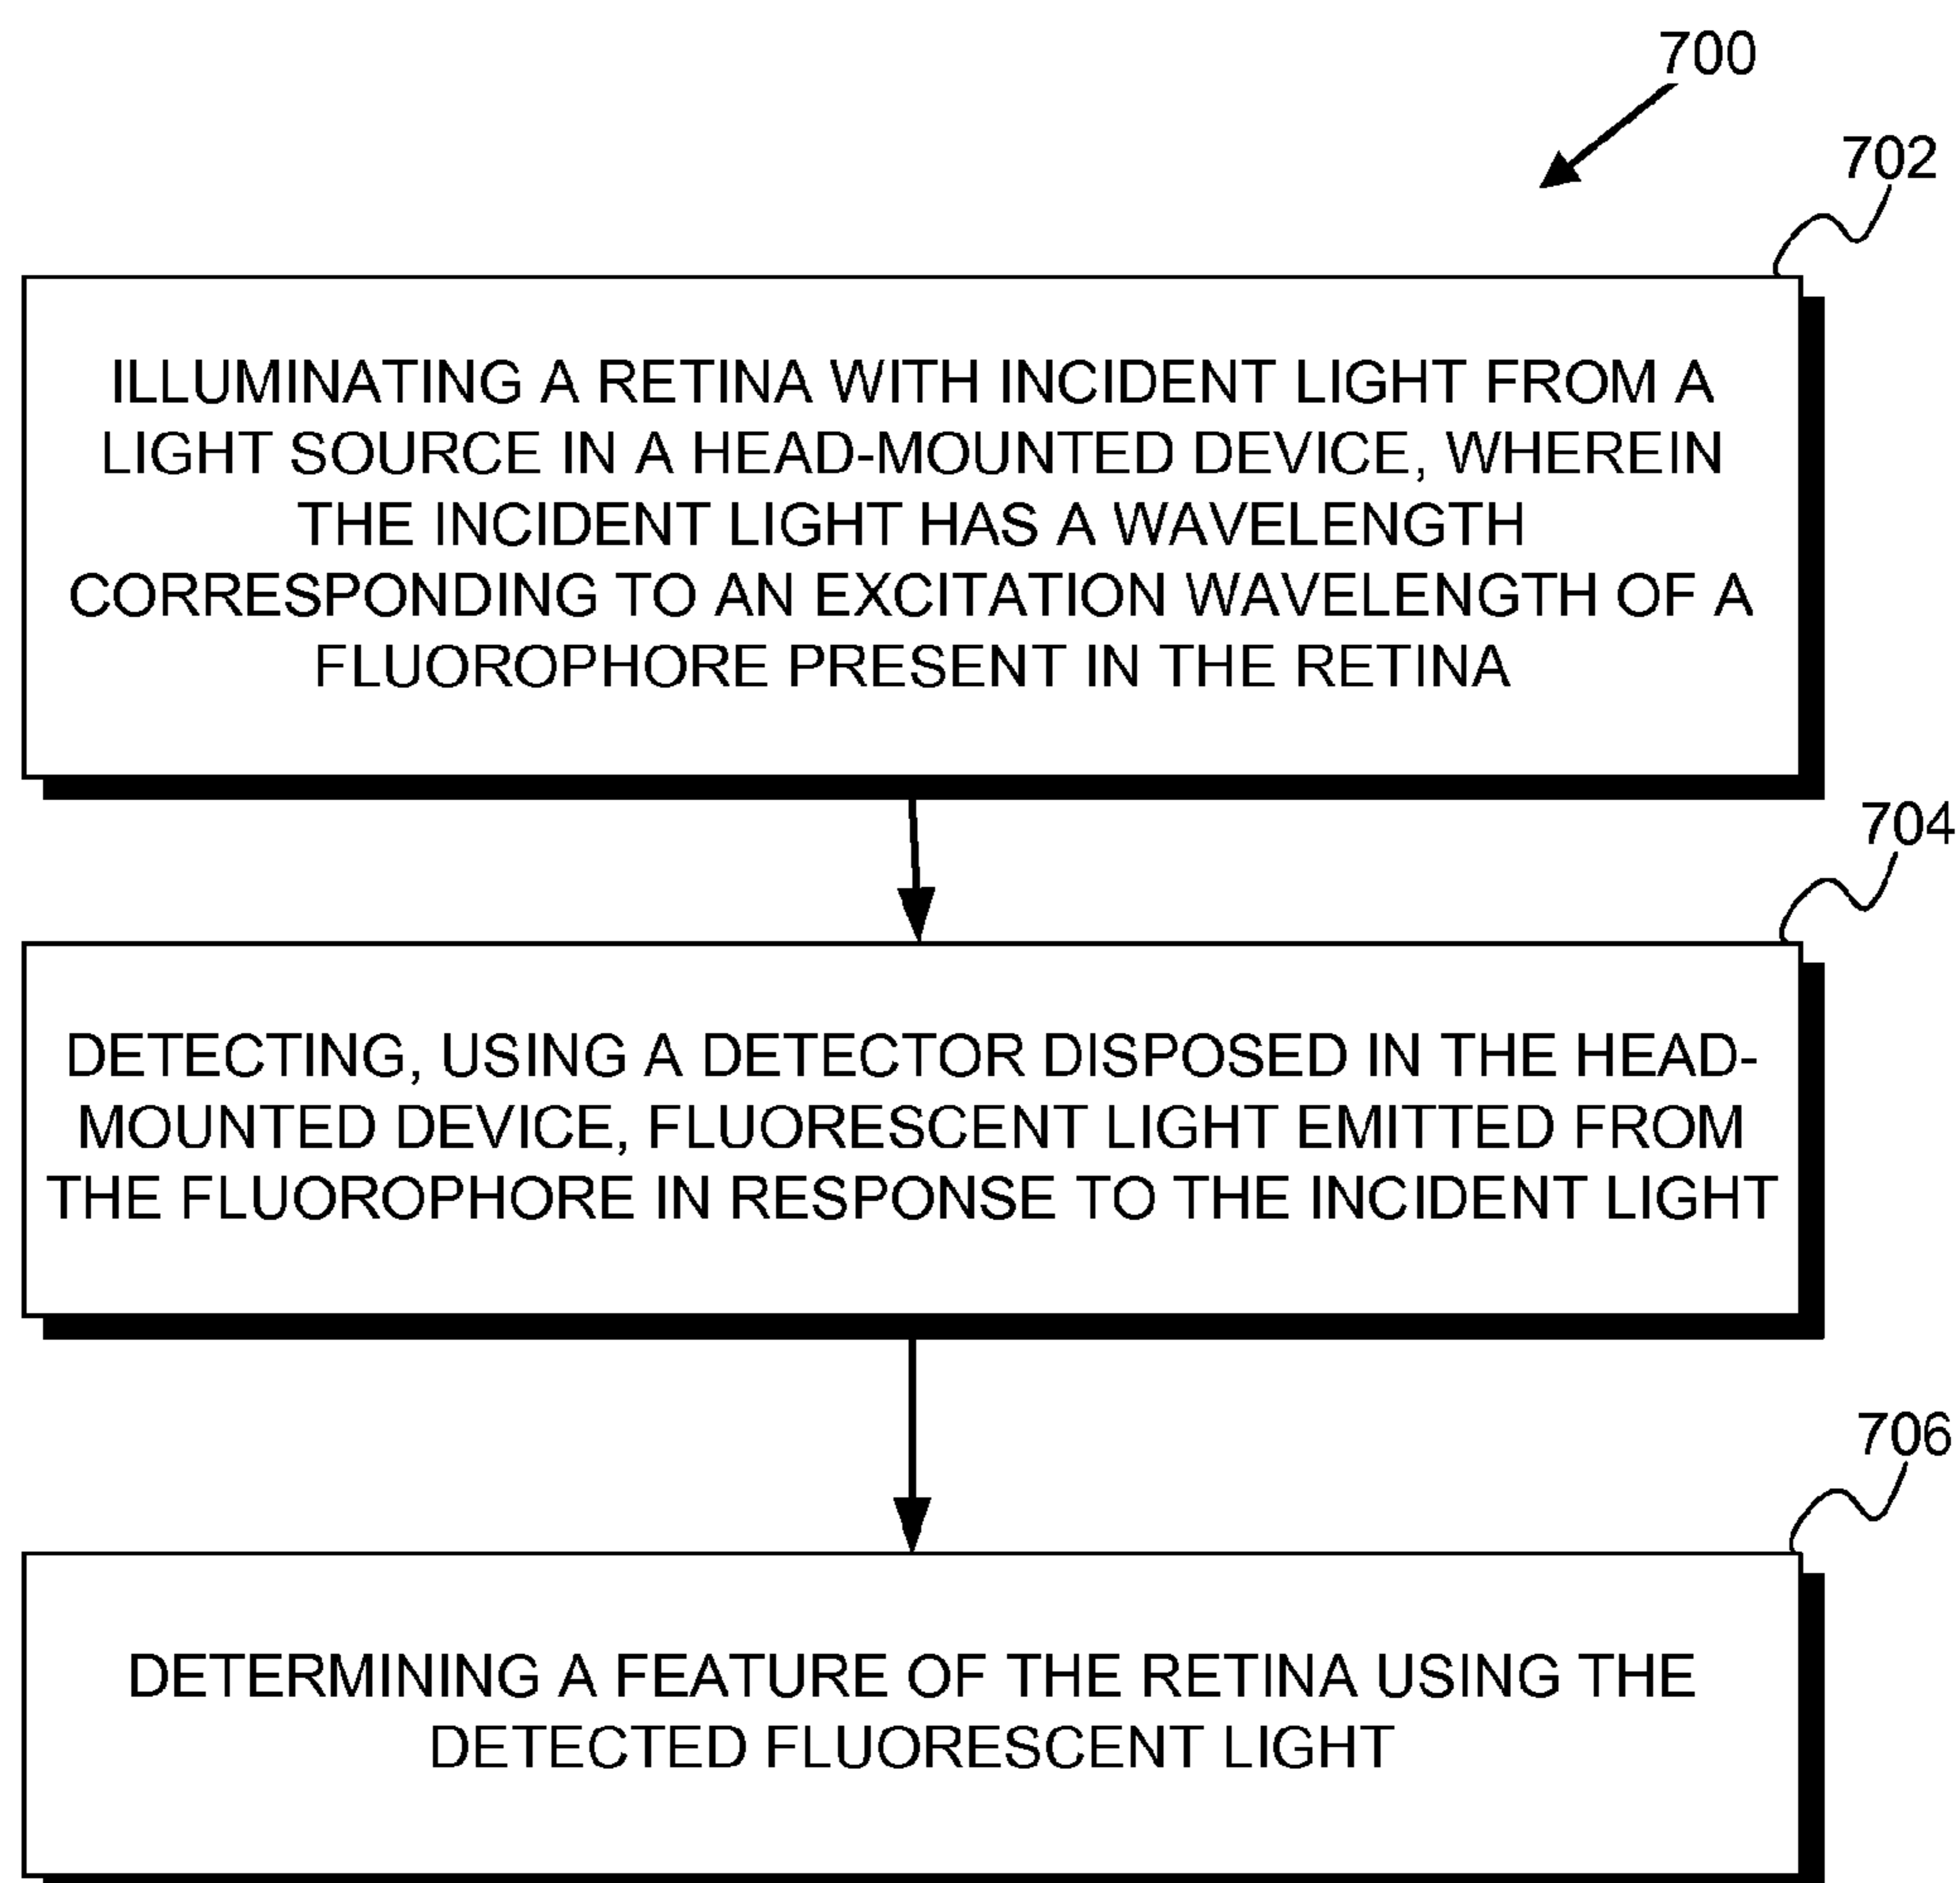 700
702
ILLUMINATING A RETINA WITH INCIDENT LIGHT FROM A
LIGHT SOURCE IN A HEAD-MOUNTED DEVICE, WHEREIN
THE INCIDENT LIGHT HAS A WAVELENGTH
CORRESPONDING TO AN EXCITATION WAVELENGTH OF A
FLUOROPHORE PRESENT IN THE RETINA
704
DETECTING, USING A DETECTOR DISPOSED IN THE HEAD-
MOUNTED DEVICE, FLUORESCENT LIGHT EMITTED FROM
THE FLUOROPHORE IN RESPONSE TO THE INCIDENT LIGHT
706
DETERMINING A FEATURE OF THE RETINA USING THE
DETECTED FLUORESCENT LIGHT